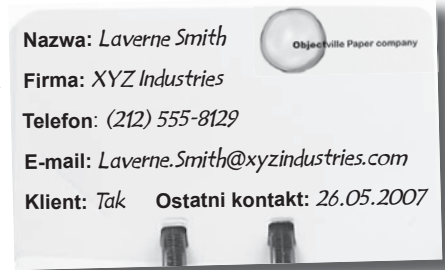 Nazwa: Laverne Smith
Objectville Paper company
Firma: XYZ Industries
Telefon: (212) 555-8129
E-mail: Laverne.Smith@xyzindustries.com
Klient: Tak Ostatni kontakt: 26.05.2007